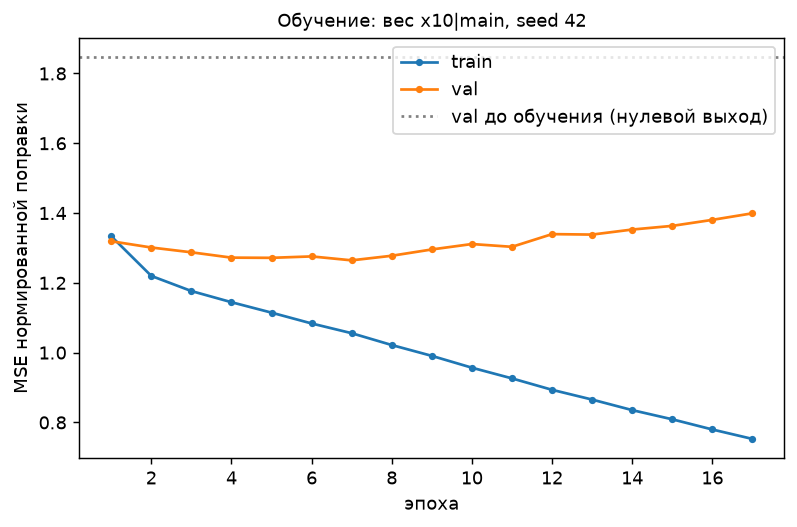 Обучение: вес x10|main, seed 42
MSE нормированной поправки
1.8
1.6
1.4
1.2
1.0
0.8
train
val
val до обучения (нулевой выход)
2 4 6 8 10 12 14 16
эпоха